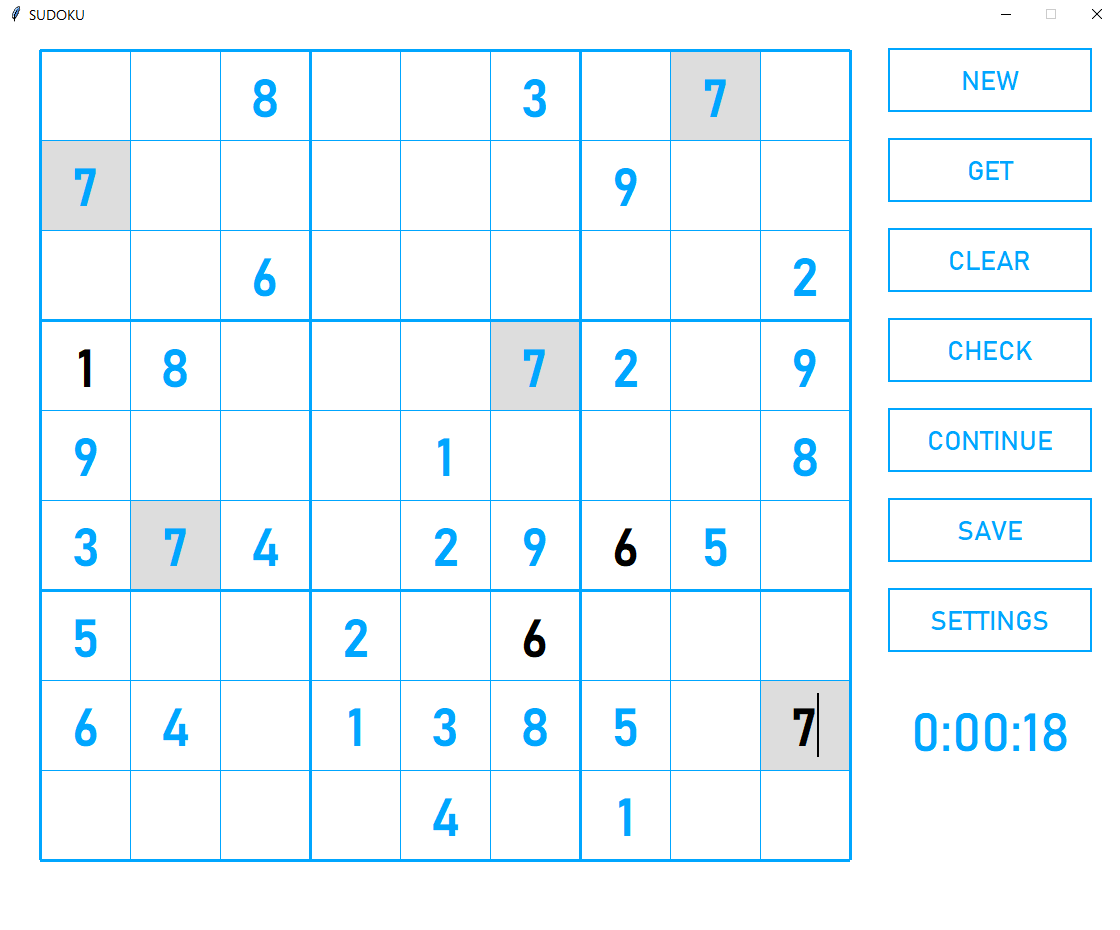 SUDOKU
8 3 7
7 9
6 2
1 8 7 2 9
9 1 8
3 7 4 2 9 6 5
5 2 6
6 4 1 3 8 5 7
4 1
NEW
GET
CLEAR
CHECK
CONTINUE
SAVE
SETTINGS
0:00:18